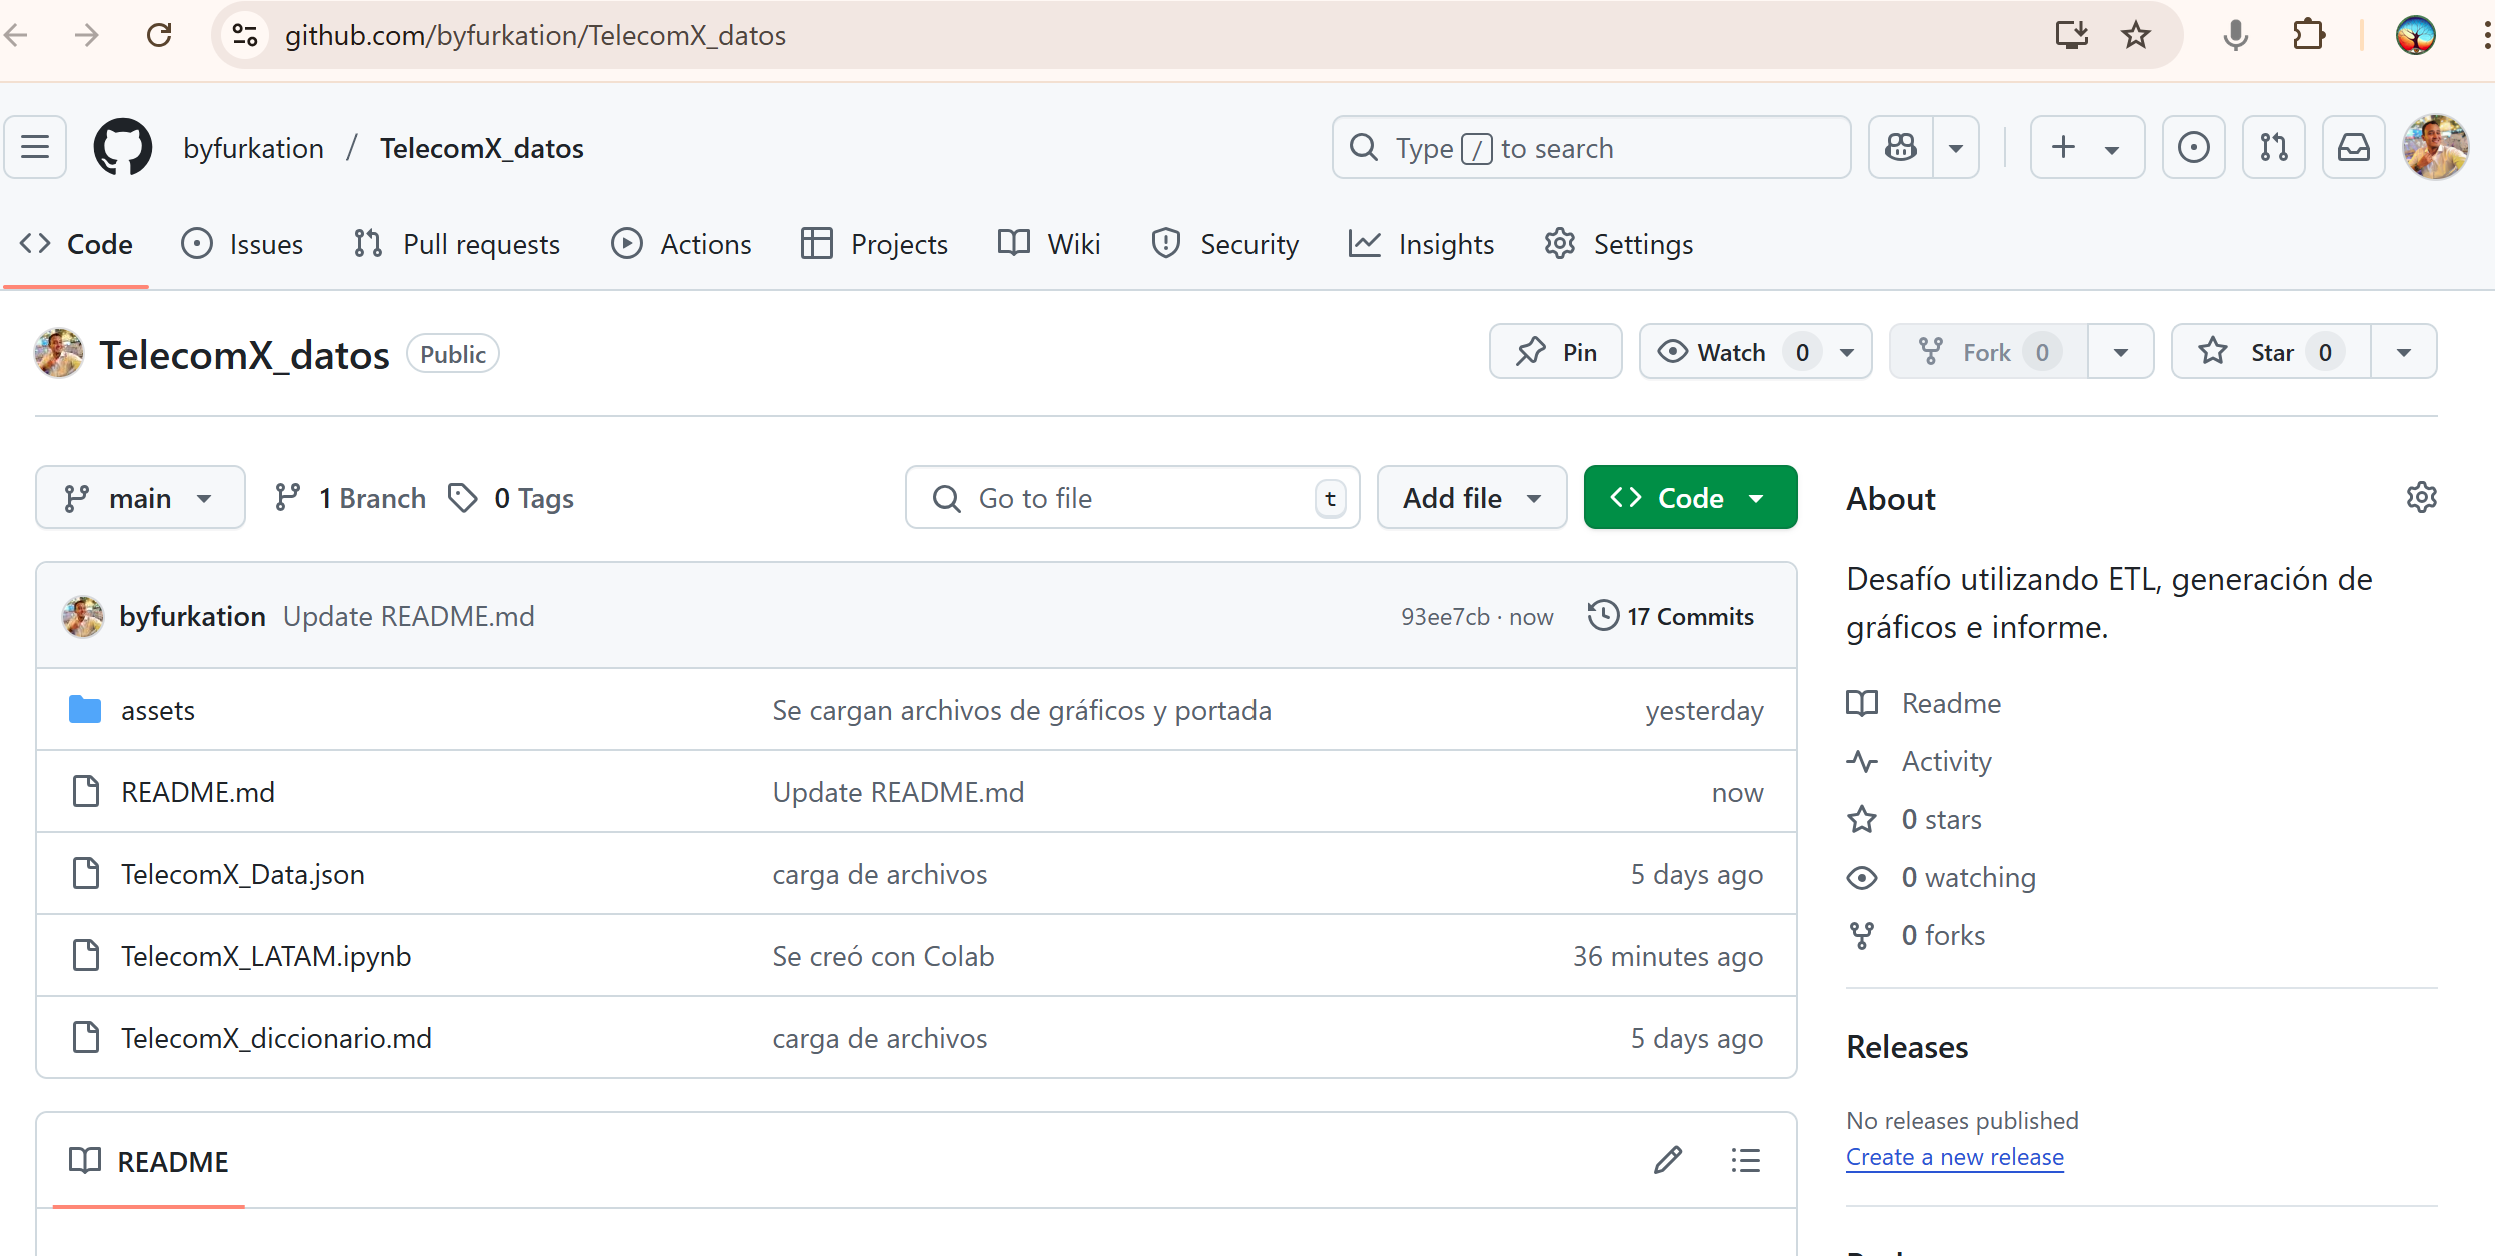 github.com/byfurkation/TelecomX_datos
byfurkation / TelecomX_datos
Type / to search
Code Issues Pull requests Actions Projects Wiki Security Insights Settings
TelecomX_datos Public
Pin Watch 0 Fork 0 Star 0
main 1 Branch 0 Tags Go to file t Add file Code
byfurkation Update README.md 93ee7cb · now 17 Commits
assets Se cargan archivos de gráficos y portada yesterday
README.md Update README.md now
TelecomX_Data.json carga de archivos 5 days ago
TelecomX_LATAM.ipynb Se creó con Colab 36 minutes ago
TelecomX_diccionario.md carga de archivos 5 days ago
README
About
Desafío utilizando ETL, generación de
gráficos e informe.
Readme
Activity
0 stars
0 watching
0 forks
Releases
No releases published
Create a new release